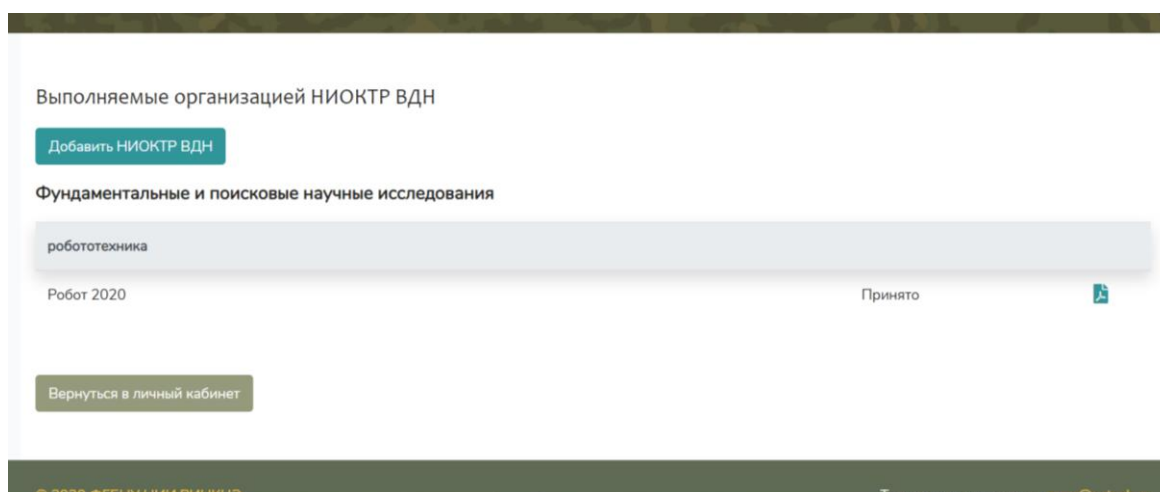 Выполняемые организацией НИОКТР ВДН
Добавить НИОКТР ВДН
Фундаментальные и поисковые научные исследования
робототехника
Робот 2020 Принято
Вернуться в личный кабинет